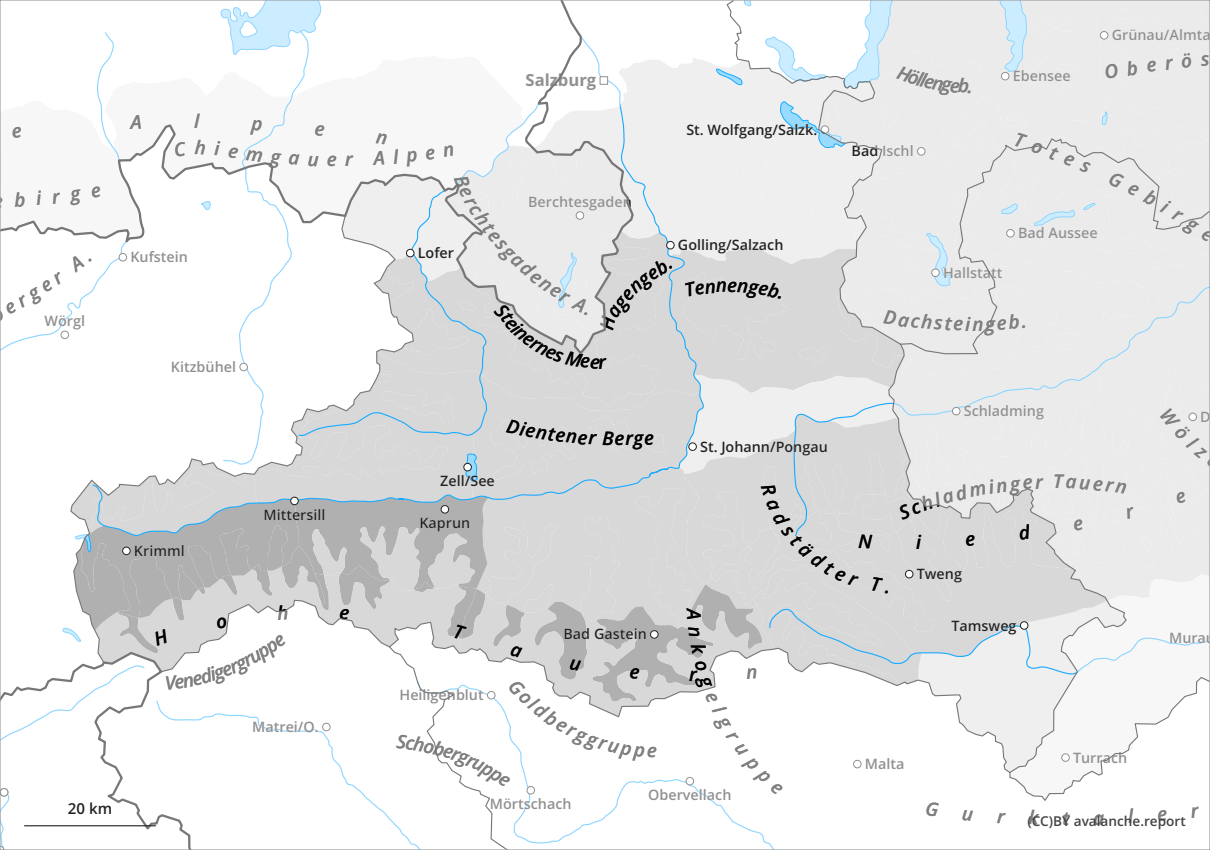 Grünau/Almta
Oberös
Ebensee
Höllengeb.
Salzburg
A l p e n
Chiemgauer Alpen
e
ebirge
St. Wolfgang/Salzk.
Bad Ischl
Totes Gebirge
Berchtesgaden
Berchtesgadener A.
Bad Aussee
Golling/Salzach
Lofer
Kufstein
Hallstatt
berger A.
Hagengeb.
Tennengeb.
Steinernes Meer
Wörgl
Dachsteingeb.
Kitzbühel
Schladming
D
Wölz
Dientener Berge
St. Johann/Pongau
Zell/See
Schladminger Tauern
Mittersill
Kaprun
Radstädter T.
N i e d e r e
Krimml
Tweng
H o h e T a u e r n
Bad Gastein
Ankogelgruppe
Tamsweg
Murau
Venedigergruppe
Heiligenblut
Goldberggruppe
Matrei/O.
Schobergruppe
Malta
Turrach
Mörtschach
Obervellach
20 km
G u r k t a l e r
(CC)BY avalanche.report